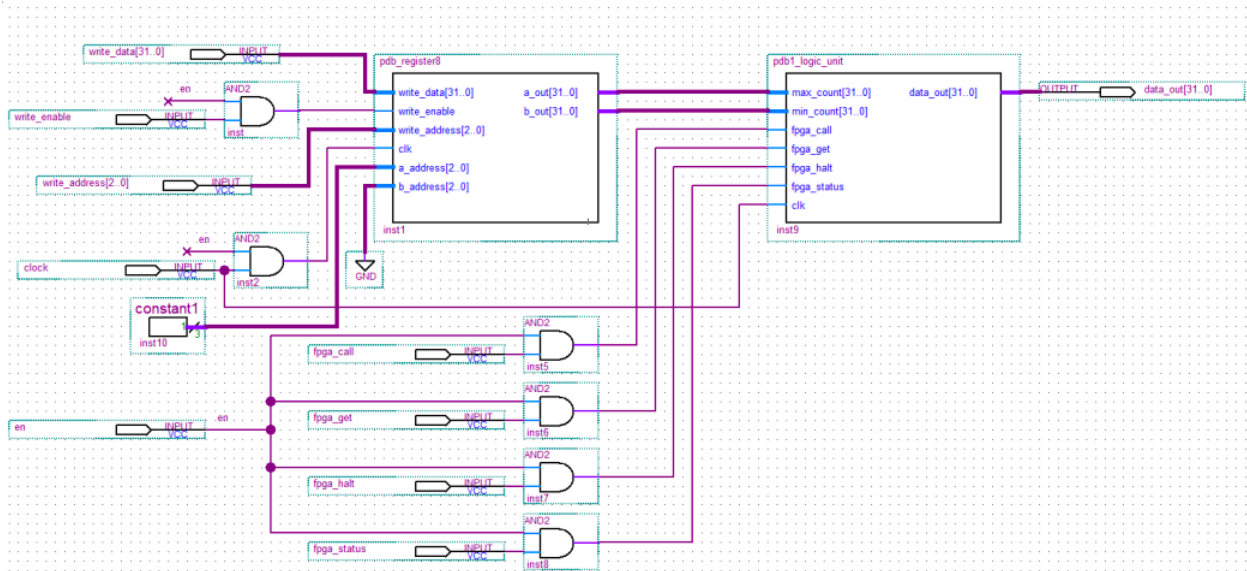 write_data[31..0]
INPUT
VCC
pdb_register8
pdb1_logic_unit
.en
AND2
write_enable
INPUT
VCC
inst
write_data[31..0]
a_out[31..0]
write_enable
b_out[31..0]
write_address[2..0]
clk
a_address[2..0]
b_address[2..0]
inst1
max_count[31..0]
data_out[31..0]
min_count[31..0]
fpga_call
fpga_get
fpga_halt
fpga_status
clk
inst9
OUTPUT
data_out[31..0]
write_address[2..0]
INPUT
VCC
.en
AND2
clock
INPUT
VCC
inst2
GND
constant1
1
3
inst10
AND2
fpga_call
INPUT
VCC
inst5
AND2
fpga_get
INPUT
VCC
inst6
en
INPUT
VCC
.en
AND2
fpga_halt
INPUT
VCC
inst7
AND2
fpga_status
INPUT
VCC
inst8